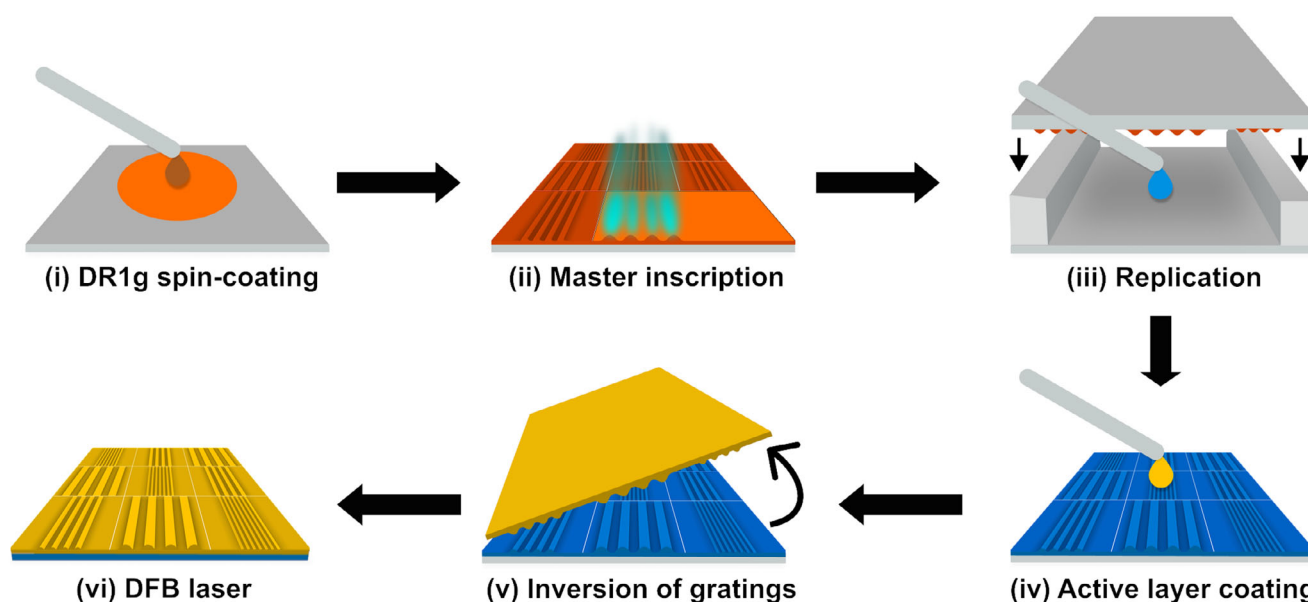 (i) DR1g spin-coating
(ii) Master inscription
(iii) Replication
(iv) Active layer coating
(v) Inversion of gratings
(vi) DFB laser